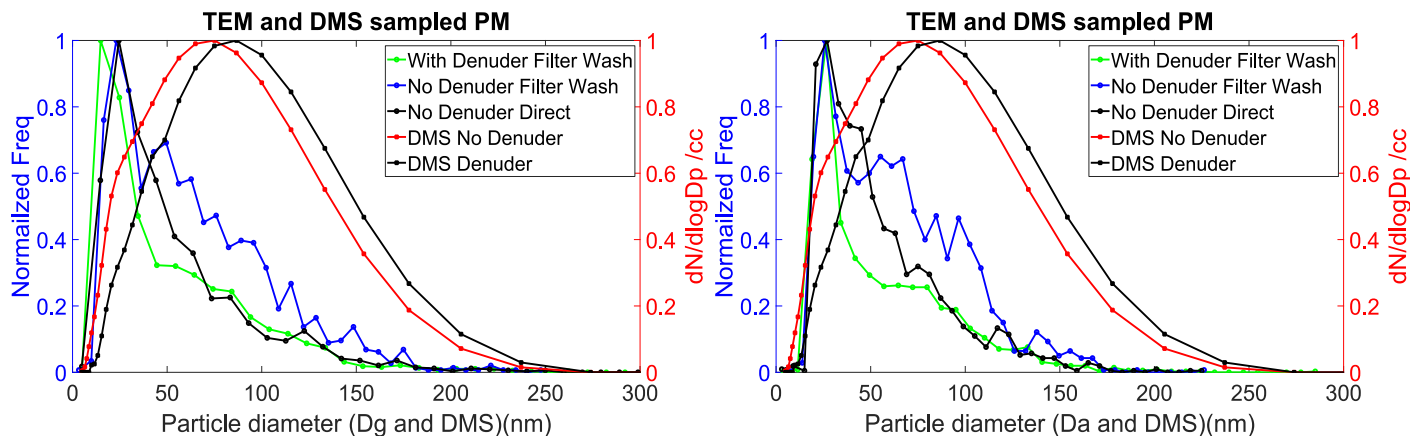 TEM and DMS sampled PM
1
0.8
0.6
0.4
0.2
0
Normailzed Freq
With Denuder Filter Wash
No Denuder Filter Wash
No Denuder Direct
DMS No Denuder
DMS Denuder
1
0.8
0.6
0.4
0.2
0
dN/dlogDp /cc
0 50 100 150 200 250 300
Particle diameter (Dg and DMS)(nm)
TEM and DMS sampled PM
1
0.8
0.6
0.4
0.2
0
Normailzed Freq
With Denuder Filter Wash
No Denuder Filter Wash
No Denuder Direct
DMS No Denuder
DMS Denuder
1
0.8
0.6
0.4
0.2
0
dN/dlogDp /cc
0 50 100 150 200 250 300
Particle diameter (Da and DMS)(nm)